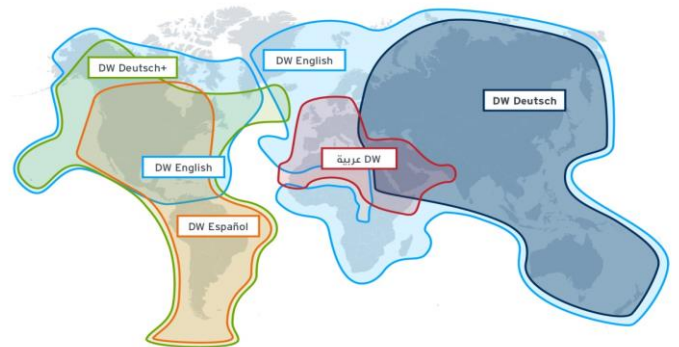 DW Deutsch+
DW English
DW Deutsch
DW عربية
DW English
DW Español